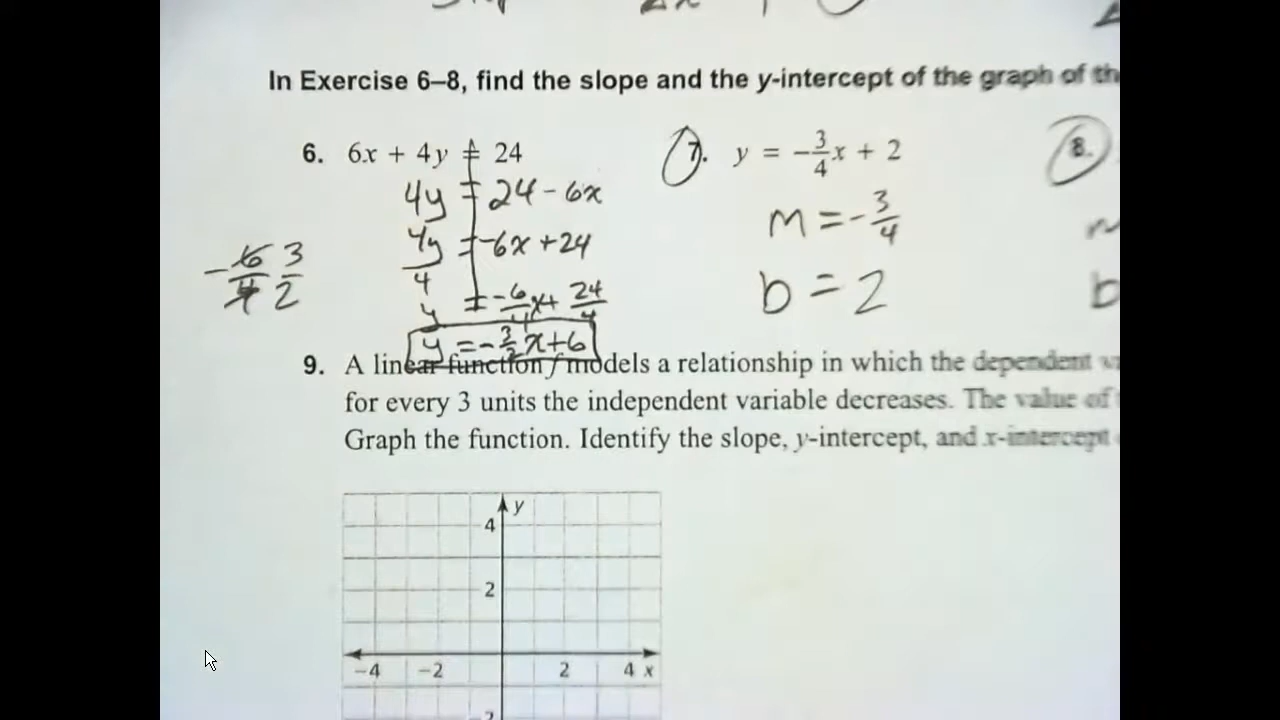 In Exercise 6–8, find the slope and the y-intercept of the graph of th
6. 6x + 4y = 24
4y = 24 - 6x
4y/4 = -6x + 24
y = -6/4 x + 24/4
y = -3/2 x + 6
-6/4 3/2
7. y = -3/4 x + 2
m = -3/4
b = 2
8.
b
9. A linear function f models a relationship in which the dependent va
for every 3 units the independent variable decreases. The value of
Graph the function. Identify the slope, y-intercept, and x-intercept
y
4
2
-4 -2 2 4 x